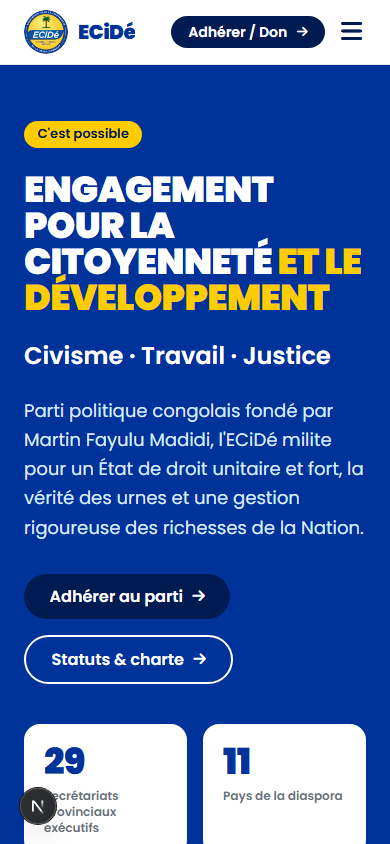 ECiDé
ECiDé
Adhérer / Don →
C'est possible
ENGAGEMENT
POUR LA
CITOYENNETÉ ET LE
DÉVELOPPEMENT
Civisme · Travail · Justice
Parti politique congolais fondé par
Martin Fayulu Madidi, l'ECiDé milite
pour un État de droit unitaire et fort, la
vérité des urnes et une gestion
rigoureuse des richesses de la Nation.
Adhérer au parti →
Statuts & charte →
29
11
ecrétariats
Pays de la diaspora
ovinciaux
exécutifs
N